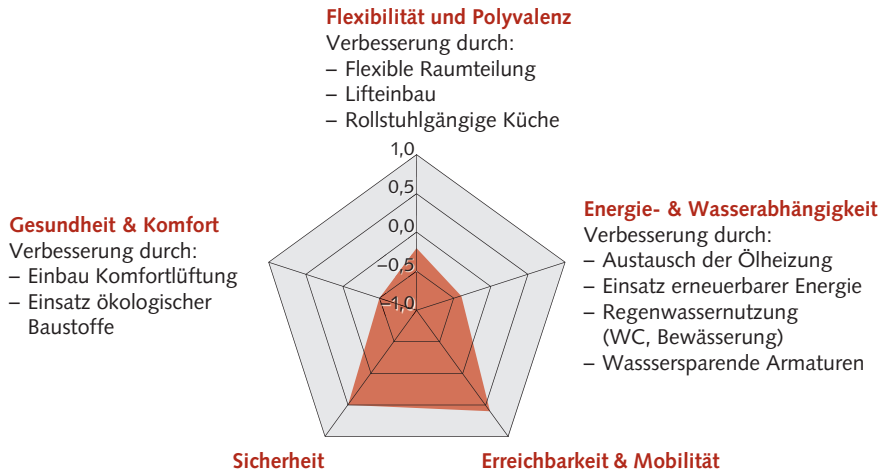 Flexibilität und Polyvalenz
Verbesserung durch:
– Flexible Raumteilung
– Lifteinbau
– Rollstuhlgängige Küche
1,0
0,5
0,0
–0,5
–1,0
Gesundheit & Komfort
Verbesserung durch:
– Einbau Komfortlüftung
– Einsatz ökologischer
Baustoffe
Energie- & Wasserabhängigkeit
Verbesserung durch:
– Austausch der Ölheizung
– Einsatz erneuerbarer Energie
– Regenwassernutzung
(WC, Bewässerung)
– Wasssersparende Armaturen
Sicherheit
Erreichbarkeit & Mobilität